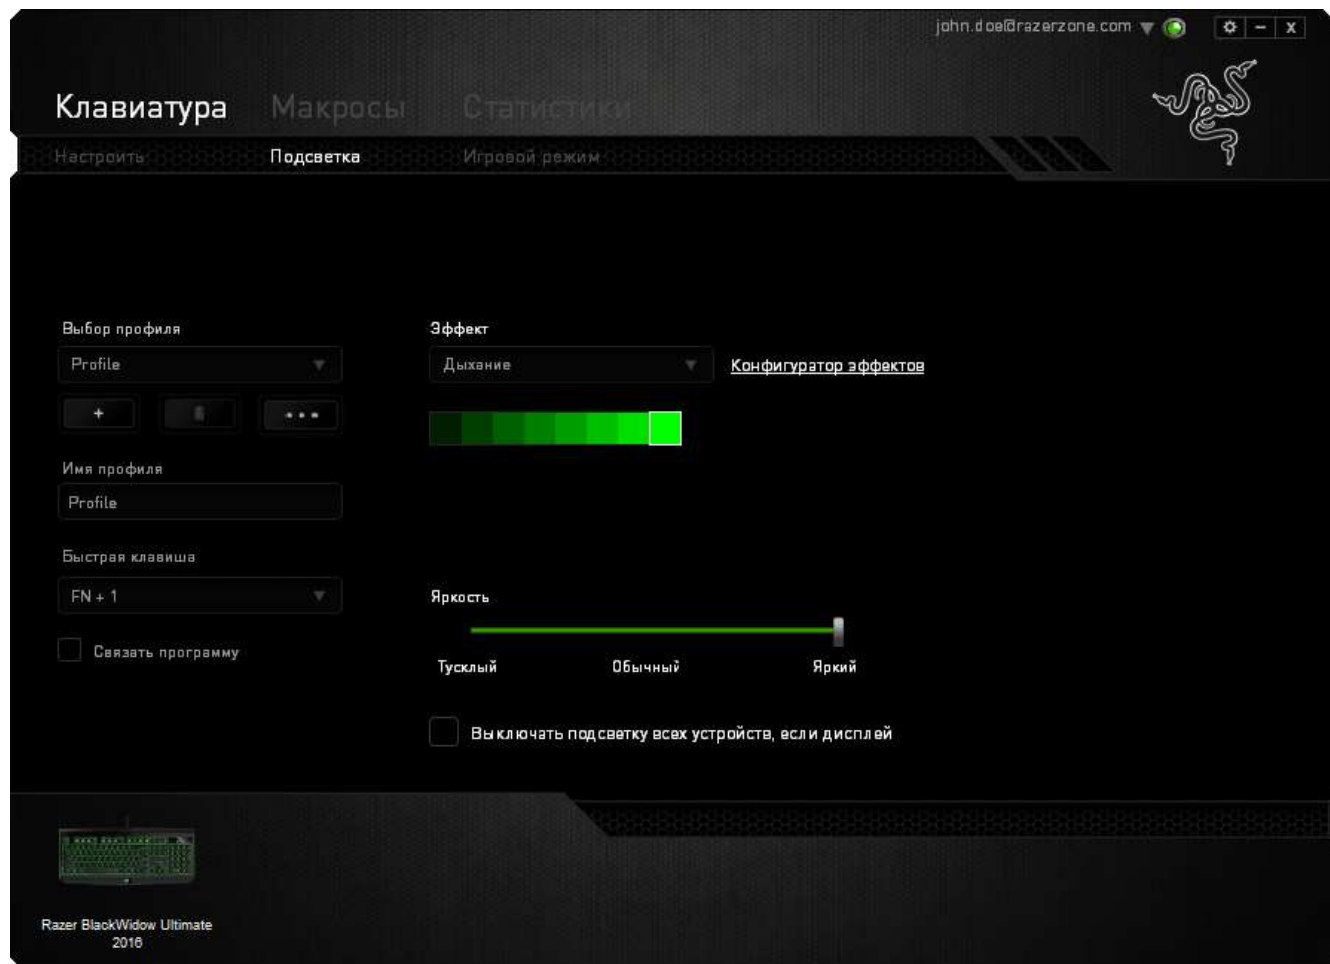 john.doe@razerzone.com
Клавиатура Макросы Статистики
Настроить Подсветка Игровой режим
Выбор профиля
Profile
+
Имя профиля
Profile
Быстрая клавиша
FN + 1
Связать программу
Эффект
Дыхание Конфигуратор эффектов
Яркость
Тусклый Обычный Яркий
Выключать подсветку всех устройств, если дисплей
Razer BlackWidow Ultimate
2016